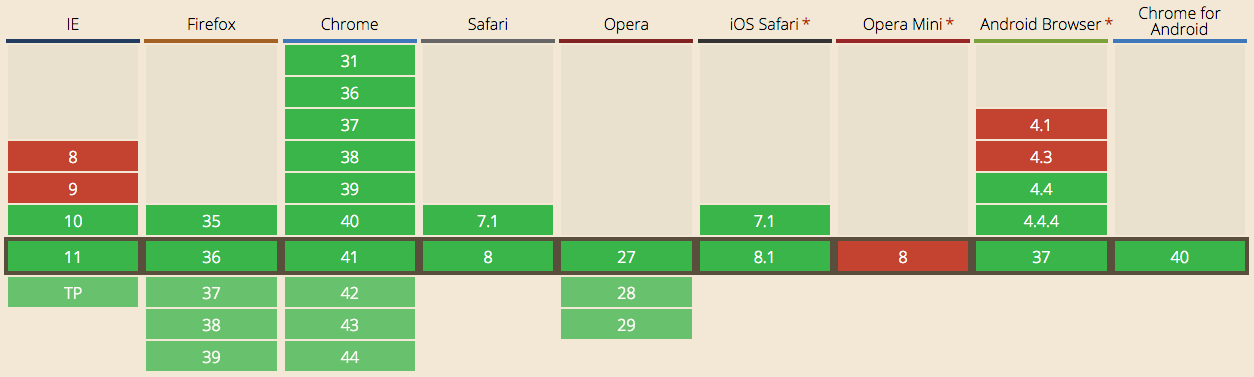 IE Firefox Chrome Safari Opera iOS Safari * Opera Mini * Android Browser * Chrome for Android
31
36
37 4.1
8 38 4.3
9 39 4.4
10 35 40 7.1 7.1 4.4.4
11 36 41 8 27 8.1 8 37 40
TP 37 42 28
38 43 29
39 44